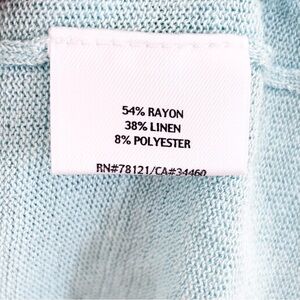 54% RAYON
38% LINEN
8% POLYESTER
RN#78121/CA#34460